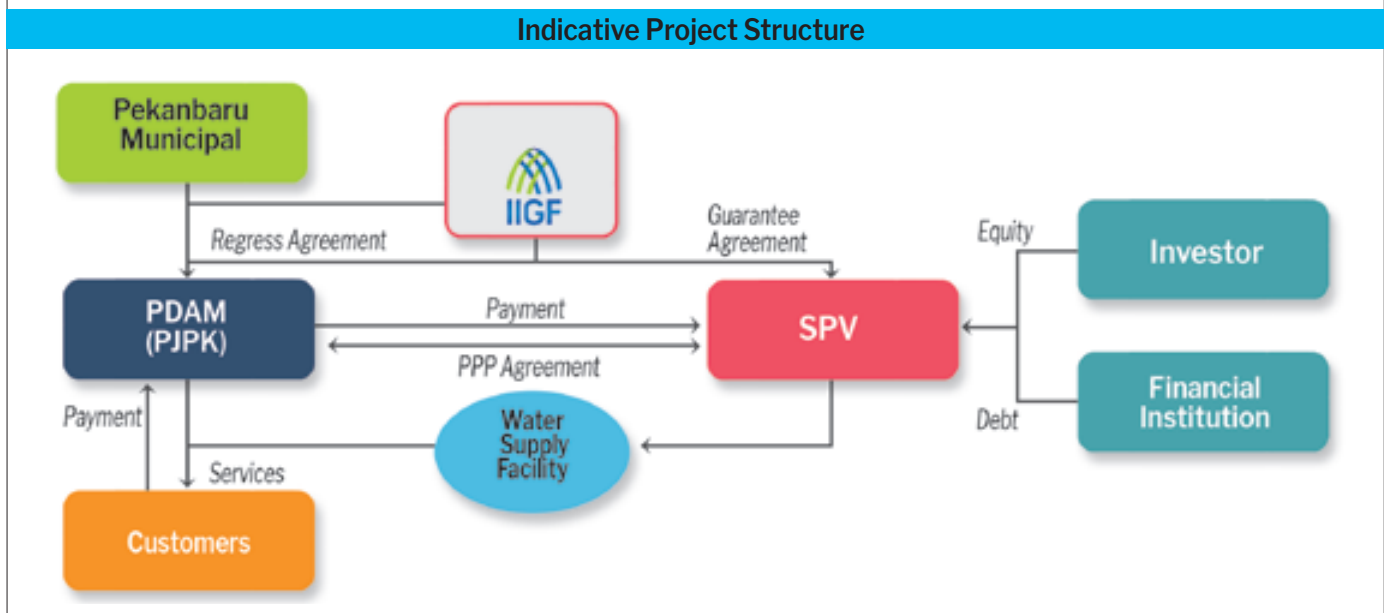 Indicative Project Structure
Pekanbaru
Municipal
IIGF
Regress Agreement
Guarantee
Agreement
Equity
Investor
PDAM
(PJPK)
Payment
SPV
PPP Agreement
Financial
Institution
Debt
Payment
Water
Supply
Facility
Services
Customers